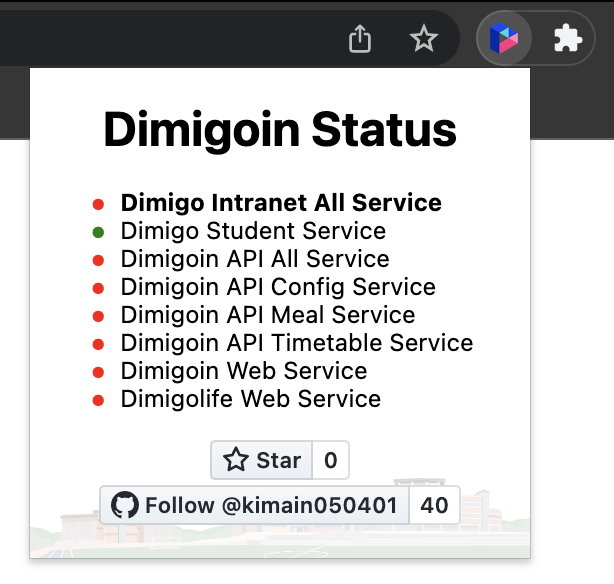 Dimigoin Status
Dimigo Intranet All Service
Dimigo Student Service
Dimigoin API All Service
Dimigoin API Config Service
Dimigoin API Meal Service
Dimigoin API Timetable Service
Dimigoin Web Service
Dimigolife Web Service
Star 0
Follow @kimain050401 40